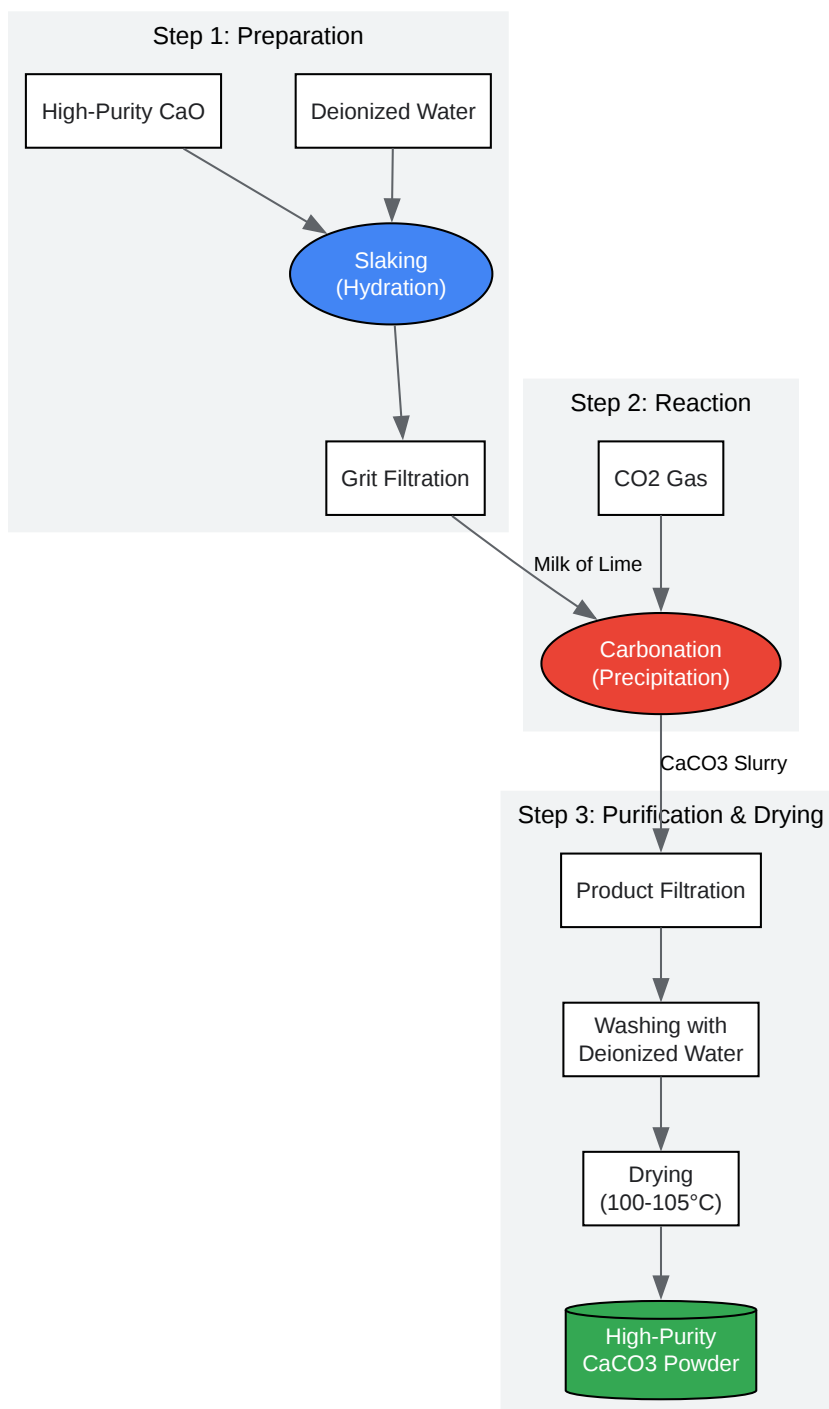 Step 1: Preparation
High-Purity CaO
Deionized Water
Slaking
(Hydration)
Grit Filtration
Step 2: Reaction
CO2 Gas
Milk of Lime
Carbonation
(Precipitation)
CaCO3 Slurry
Step 3: Purification & Drying
Product Filtration
Washing with
Deionized Water
Drying
(100-105°C)
High-Purity
CaCO3 Powder